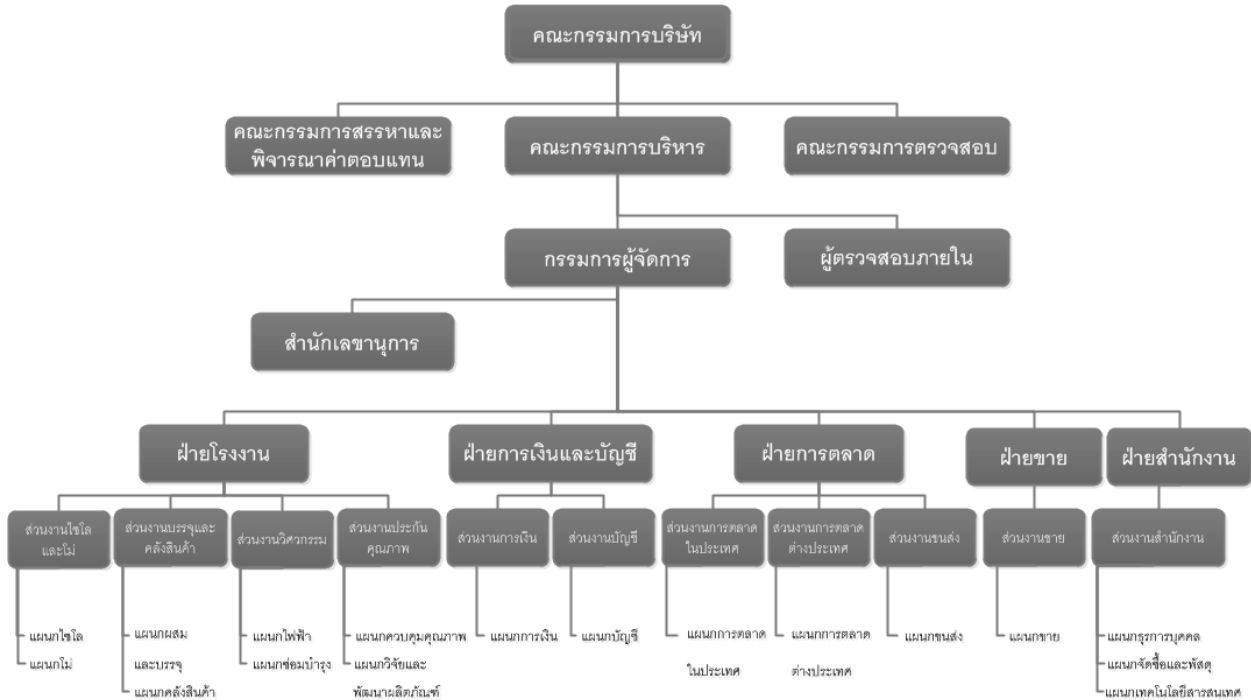 คณะกรรมการบริษัท
คณะกรรมการสรรหาและ
พิจารณาค่าตอบแทน
คณะกรรมการบริหาร
คณะกรรมการตรวจสอบ
กรรมการผู้จัดการ
ผู้ตรวจสอบภายใน
สำนักเลขานุการ
ฝ่ายโรงงาน
ฝ่ายการเงินและบัญชี
ฝ่ายการตลาด
ฝ่ายขาย
ฝ่ายสำนักงาน
ส่วนงานไซโล
และโม่
ส่วนงานบรรจุและ
คลังสินค้า
ส่วนงานวิศวกรรม
ส่วนงานประกัน
คุณภาพ
ส่วนงานการเงิน
ส่วนงานบัญชี
ส่วนงานการตลาด
ในประเทศ
ส่วนงานการตลาด
ต่างประเทศ
ส่วนงานขนส่ง
ส่วนงานขาย
ส่วนงานสำนักงาน
แผนกไซโล
แผนกโม่
แผนกผสม
และบรรจุ
แผนกคลังสินค้า
แผนกไฟฟ้า
แผนกซ่อมบำรุง
แผนกควบคุมคุณภาพ
แผนกวิจัยและ
พัฒนาผลิตภัณฑ์
แผนกการเงิน
แผนกบัญชี
แผนกการตลาด
ในประเทศ
แผนกการตลาด
ต่างประเทศ
แผนกขนส่ง
แผนกขาย
แผนกธุรการบุคคล
แผนกจัดซื้อและพัสดุ
แผนกเทคโนโลยีสารสนเทศ